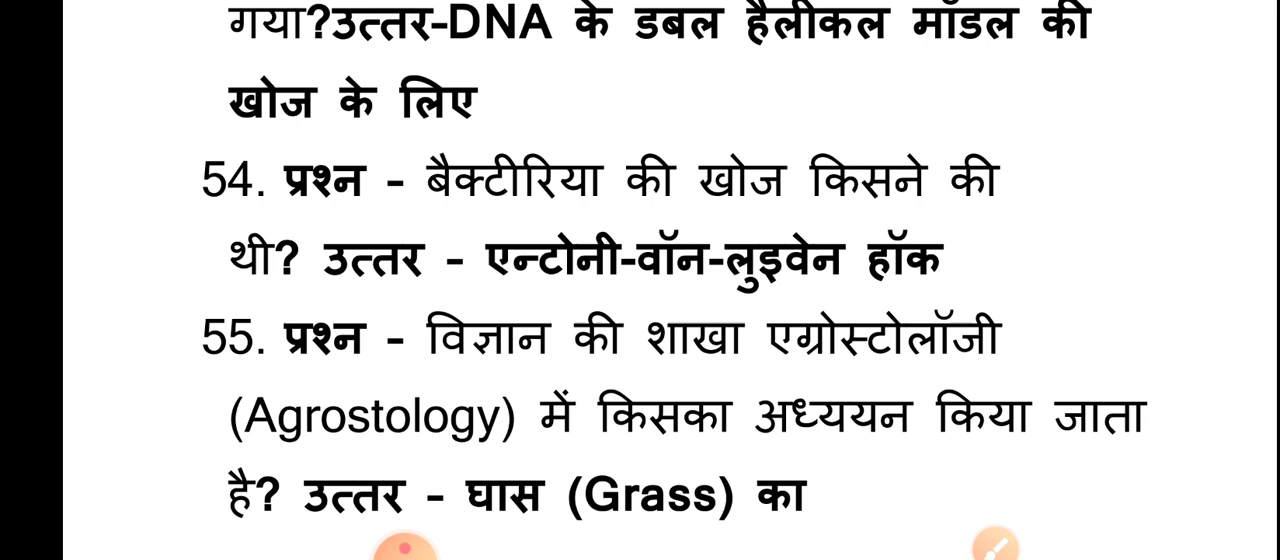 गया?उत्तर-DNA के डबल हैलीकल मॉडल की
खोज के लिए
54. प्रश्न - बैक्टीरिया की खोज किसने की
थी? उत्तर - एन्टोनी-वॉन-लुइवेन हॉक
55. प्रश्न - विज्ञान की शाखा एग्रोस्टोलॉजी
(Agrostology) में किसका अध्ययन किया जाता
है? उत्तर - घास (Grass) का